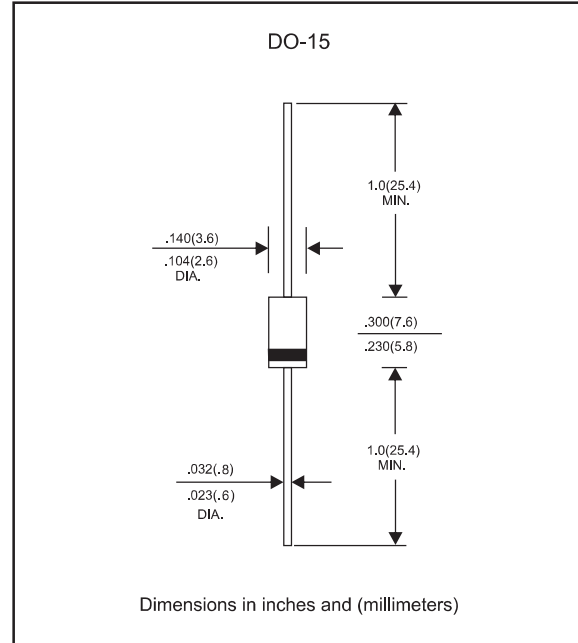 DO-15
1.0(25.4)
MIN.
.140(3.6)
.104(2.6)
DIA.
.300(7.6)
.230(5.8)
1.0(25.4)
MIN.
.032(.8)
.023(.6)
DIA.
Dimensions in inches and (millimeters)